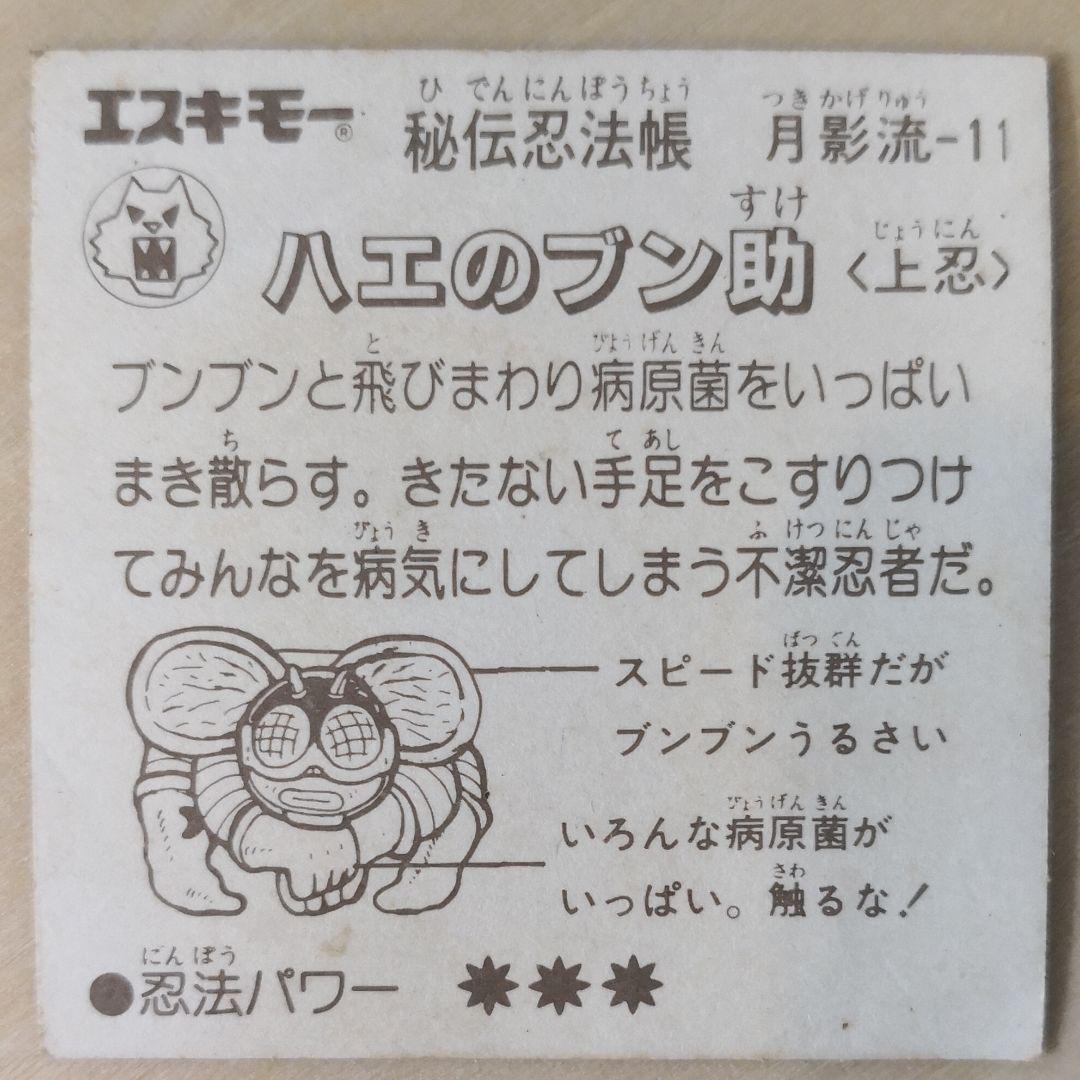 エスキモー®
ひでんにんぽうちょう つきかげりゅう
秘伝忍法帳 月影流-11
すけ じょうにん
ハエのブン助 〈上忍〉
と びょうげんきん
ブンブンと飛びまわり病原菌をいっぱい
ち てあし
まき散らす。きたない手足をこすりつけ
びょうき ふけつにんじゃ
てみんなを病気にしてしまう不潔忍者だ。
ばつぐん
スピード抜群だが
ブンブンうるさい
びょうげんきん
いろんな病原菌が
さわ
いっぱい。触るな!
にんぽう
●忍法パワー